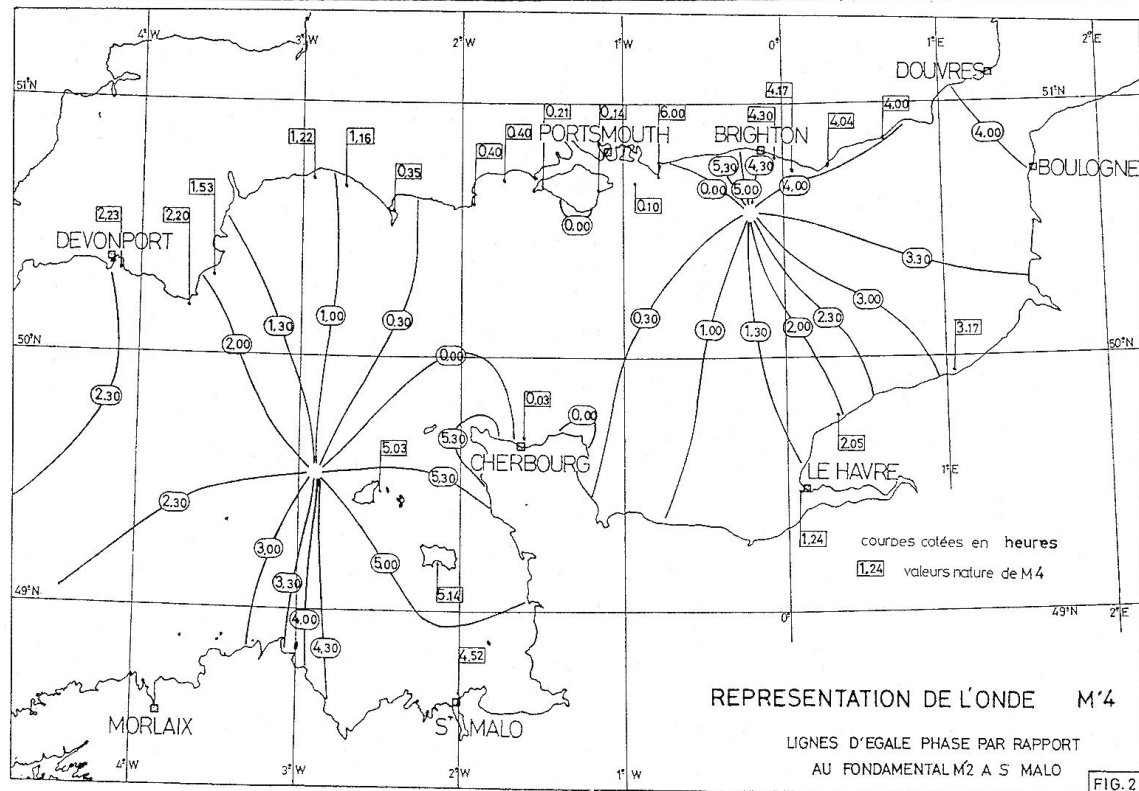 4° W
3° W
2° W
1° W
0°
1° E
2° E
DOUVRES
51° N
51° N
4.17
0.21
0.14
6.00
4.30
4.00
PORTSMOUTH
BRIGHTON
4.04
4.00
1.22
1.16
0.40
0.40
BOULOGNE
0.35
5.30
4.30
1.53
0.00
5.00
4.00
0.10
2.23
2.20
0.00
DEVONPORT
3.30
3.00
1.30
1.00
0.30
0.30
1.00
1.30
2.00
2.30
3.17
2.00
50° N
50° N
0.00
2.30
0.03
0.00
5.30
2.05
5.03
CHERBOURG
LE HAVRE
1° E
5.30
2.30
1.24
courbes cotées en heures
3.00
5.00
1.24 valeurs nature de M4
3.30
5.14
49° N
49° N
4.00
0°
2° E
4.30
4.52
REPRESENTATION DE L'ONDE M'4
MORLAIX
S^T MALO
LIGNES D'EGALE PHASE PAR RAPPORT
AU FONDAMENTAL M'2 A S MALO
4° W
3° W
2° W
1° W
FIG. 2